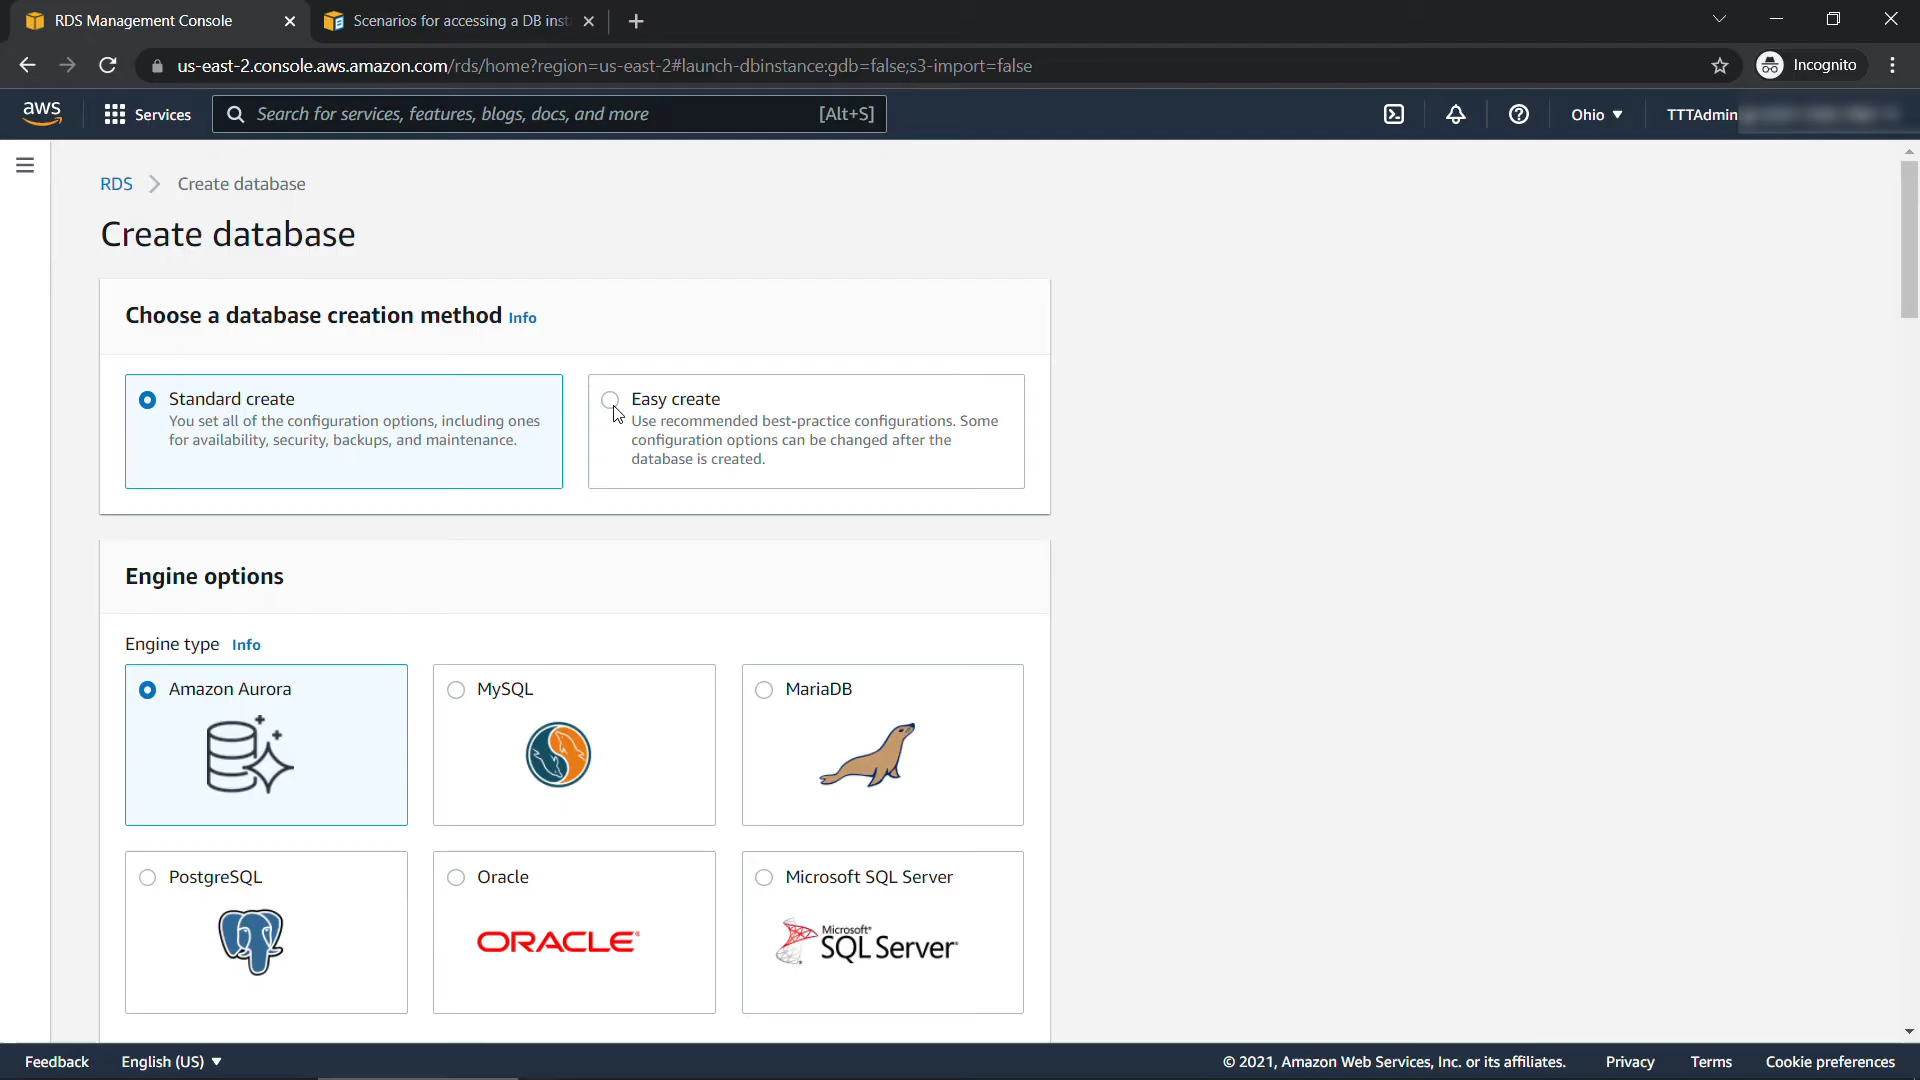 RDS Management Console
Scenarios for accessing a DB inst
us-east-2.console.aws.amazon.com/rds/home?region=us-east-2#launch-dbinstance:gdb=false;s3-import=false
Incognito
aws
Services
Search for services, features, blogs, docs, and more
[Alt+S]
Ohio
TTTAdmin
RDS
Create database
Create database
Choose a database creation method Info
Standard create
You set all of the configuration options, including ones
for availability, security, backups, and maintenance.
Easy create
Use recommended best-practice configurations. Some
configuration options can be changed after the
database is created.
Engine options
Engine type Info
Amazon Aurora
MySQL
MariaDB
PostgreSQL
Oracle
ORACLE
Microsoft SQL Server
Microsoft®
SQL Server
Feedback
English (US)
© 2021, Amazon Web Services, Inc. or its affiliates.
Privacy
Terms
Cookie preferences